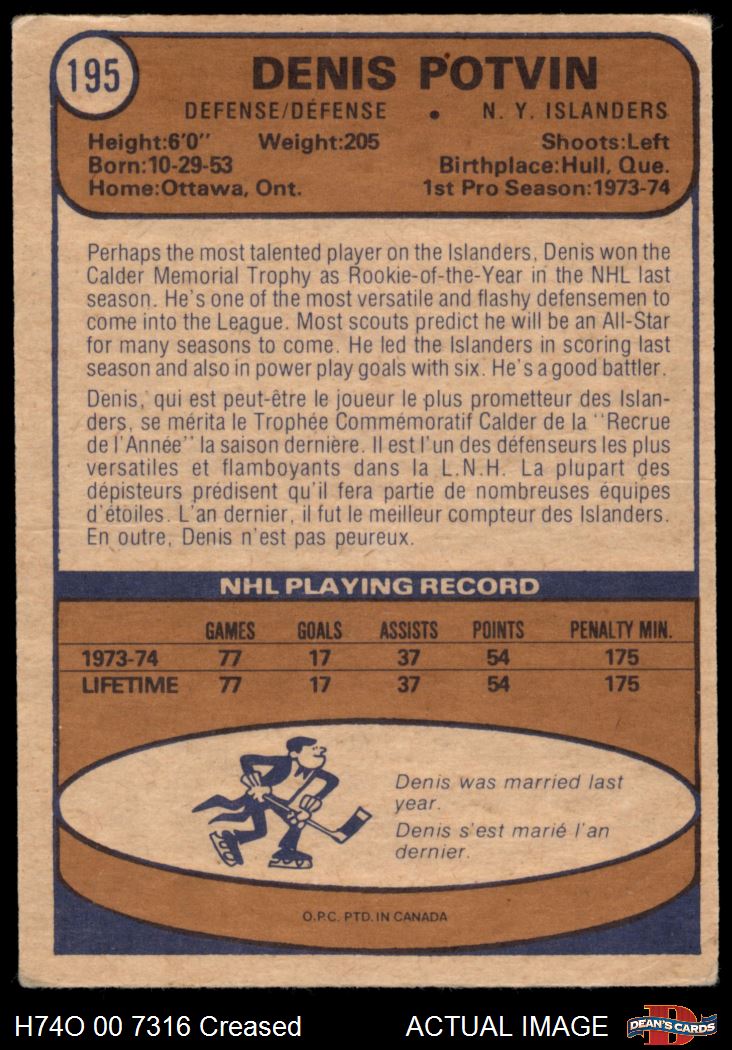 195
DENIS POTVIN
DEFENSE/DÉFENSE • N. Y. ISLANDERS
Height:6'0" Weight:205 Shoots:Left
Born:10-29-53 Birthplace:Hull, Que.
Home:Ottawa, Ont. 1st Pro Season:1973-74
Perhaps the most talented player on the Islanders, Denis won the
Calder Memorial Trophy as Rookie-of-the-Year in the NHL last
season. He's one of the most versatile and flashy defensemen to
come into the League. Most scouts predict he will be an All-Star
for many seasons to come. He led the Islanders in scoring last
season and also in power play goals with six. He's a good battler.
Denis, qui est peut-être le joueur le plus prometteur des Islan-
ders, se mérita le Trophée Commémoratif Calder de la "Recrue
de l'Année" la saison dernière. Il est l'un des défenseurs les plus
versatiles et flamboyants dans la L.N.H. La plupart des
dépisteurs prédisent qu'il fera partie de nombreuses équipes
d'étoiles. L'an dernier, il fut le meilleur compteur des Islanders.
En outre, Denis n'est pas peureux.
NHL PLAYING RECORD
GAMES GOALS ASSISTS POINTS PENALTY MIN.
1973-74 77 17 37 54 175
LIFETIME 77 17 37 54 175
Denis was married last
year.
Denis s'est marié l'an
dernier.
O.P.C. PTD. IN CANADA
H74O 00 7316 Creased ACTUAL IMAGE D DEAN'S CARDS